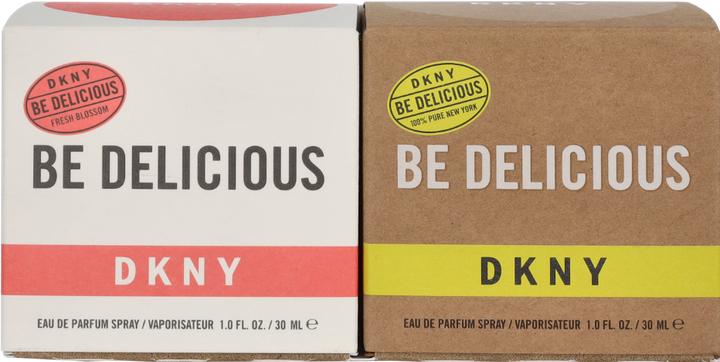 DKNY
DKNY
BE DELICIOUS
FRESH BLOSSOM
BE DELICIOUS
DKNY
EAU DE PARFUM SPRAY / VAPORISATEUR 1.0 FL. OZ. / 30 ML ℮
DKNY
DKNY
BE DELICIOUS
100% PURE NEW YORK
BE DELICIOUS
DKNY
EAU DE PARFUM SPRAY / VAPORISATEUR 1.0 FL. OZ. / 30 ML ℮